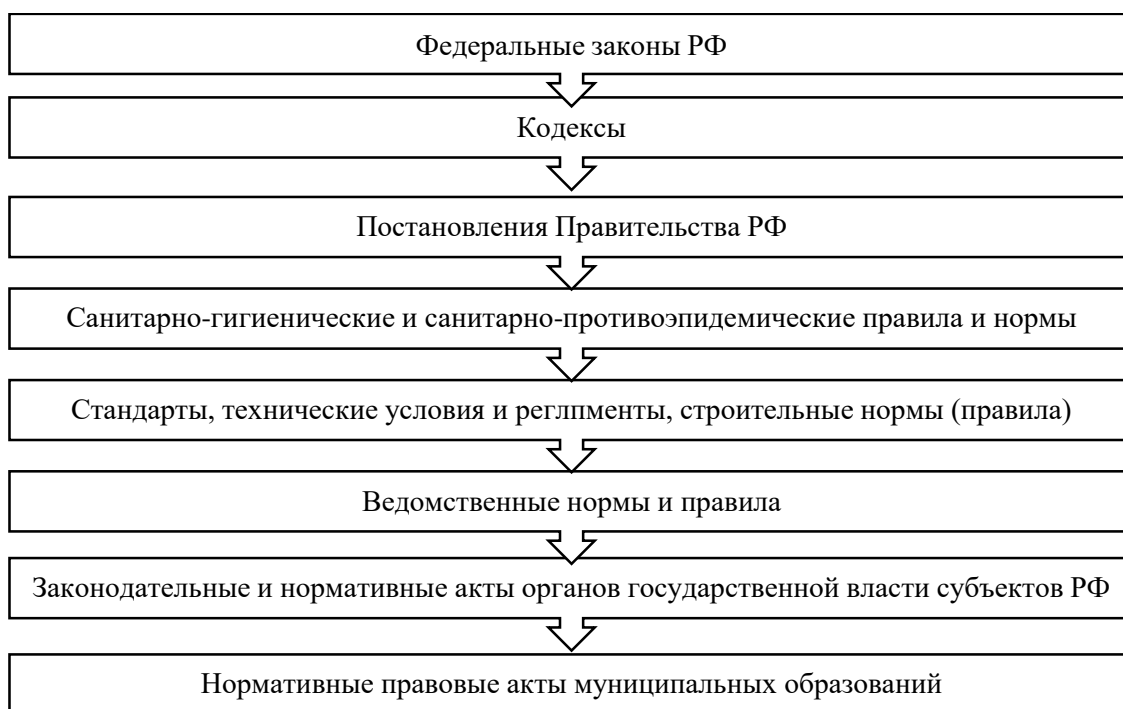 Федеральные законы РФ
Кодексы
Постановления Правительства РФ
Санитарно-гигиенические и санитарно-противоэпидемические правила и нормы
Стандарты, технические условия и реглпменты, строительные нормы (правила)
Ведомственные нормы и правила
Законодательные и нормативные акты органов государственной власти субъектов РФ
Нормативные правовые акты муниципальных образований